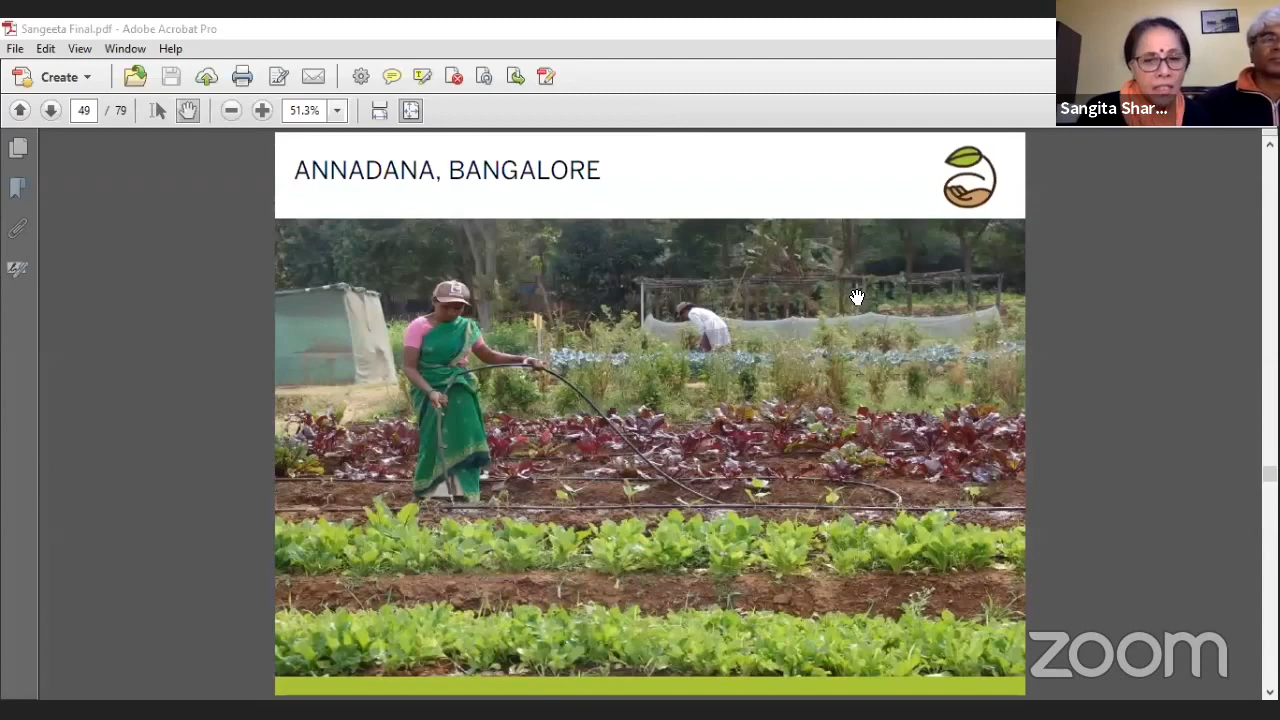 Sangeeta Final.pdf - Adobe Acrobat Pro
File Edit View Window Help
Create
49 / 79 51.3%
Sangita Shar...
ANNADANA, BANGALORE
zoom